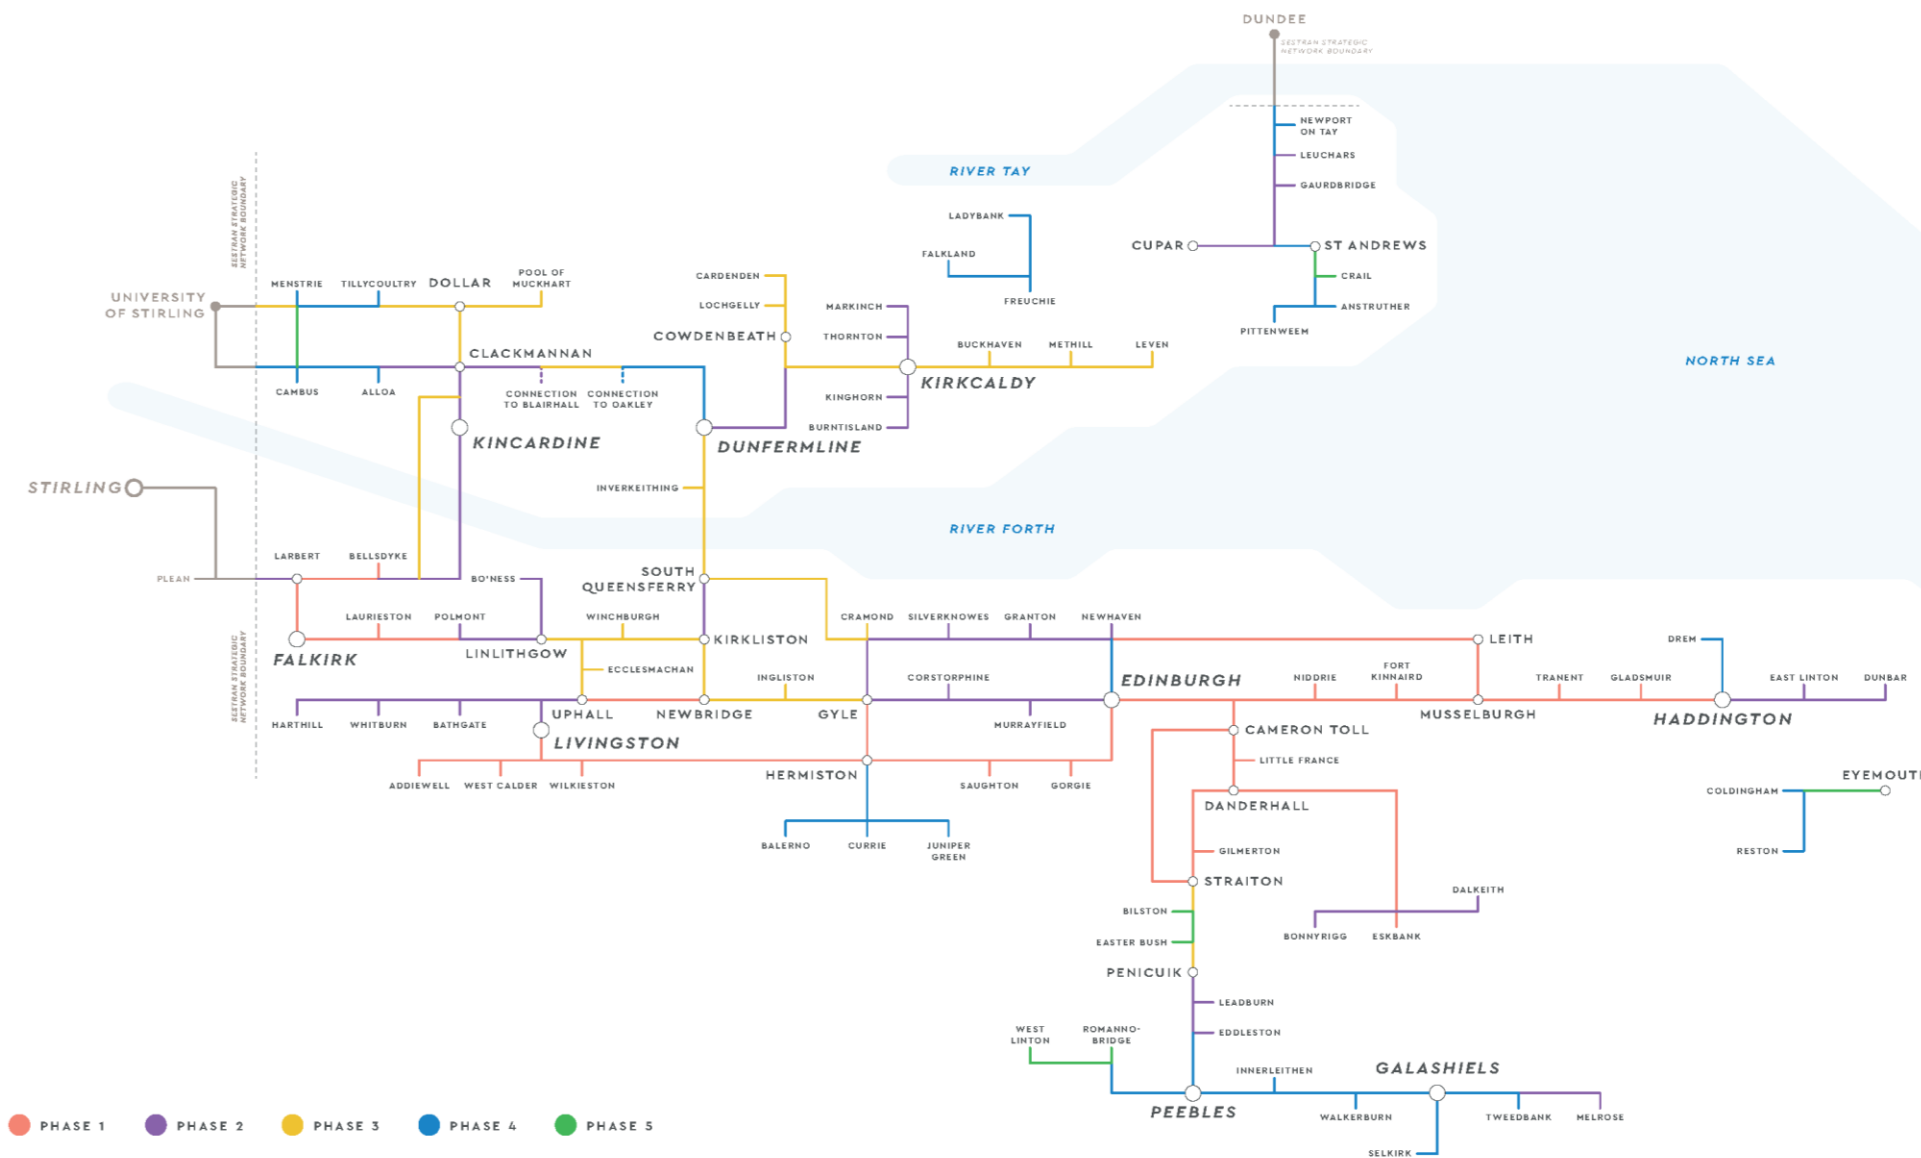 DUNDEE
SESTRAN STRATEGIC
NETWORK BOUNDARY
NEWPORT
ON TAY
LEUCHARS
GAURDBRIDGE
RIVER TAY
SESTRAN STRATEGIC
NETWORK BOUNDARY
LADYBANK
CUPAR
ST ANDREWS
FALKLAND
CRAIL
FREUCHIE
ANSTRUTHER
PITTENWEEM
MENSTRIE
TILLYCOULTRY
DOLLAR
POOL OF
MUCKHART
CARDENDEN
UNIVERSITY
OF STIRLING
LOCHGELLY
MARKINCH
COWDENBEATH
THORNTON
BUCKHAVEN
METHILL
LEVEN
CLACKMANNAN
NORTH SEA
KIRKCALDY
CAMBUS
ALLOA
CONNECTION
TO BLAIRHALL
CONNECTION
TO OAKLEY
KINGHORN
BURNTISLAND
KINCARDINE
DUNFERMLINE
STIRLING
INVERKEITHING
RIVER FORTH
LARBERT
BELLSDYKE
PLEAN
BO'NESS
SOUTH
QUEENSFERRY
SESTRAN STRATEGIC
NETWORK BOUNDARY
LAURIESTON
POLMONT
WINCHBURGH
CRAMOND
SILVERKNOWES
GRANTON
NEWHAVEN
KIRKLISTON
LEITH
DREM
FALKIRK
LINLITHGOW
ECCLESMACHAN
INGLISTON
CORSTORPHINE
EDINBURGH
NIDDRIE
FORT
KINNAIRD
TRANENT
GLADSMUIR
EAST LINTON
DUNBAR
HARTHILL
WHITBURN
BATHGATE
UPHALL
NEWBRIDGE
GYLE
MURRAYFIELD
MUSSELBURGH
HADDINGTON
LIVINGSTON
CAMERON TOLL
LITTLE FRANCE
HERMISTON
ADDIEWELL
WEST CALDER
WILKIESTON
SAUGHTON
GORGIE
EYEMOUTH
COLDINGHAM
DANDERHALL
BALERNO
CURRIE
JUNIPER
GREEN
GILMERTON
RESTON
STRAITON
DALKEITH
BILSTON
BONNYRIGG
ESKBANK
EASTER BUSH
PENICUIK
LEADBURN
WEST
LINTON
ROMANNO-
BRIDGE
EDDLESTON
INNERLEITHEN
GALASHIELS
PEEBLES
WALKERBURN
TWEEDBANK
MELROSE
SELKIRK
PHASE 1
PHASE 2
PHASE 3
PHASE 4
PHASE 5